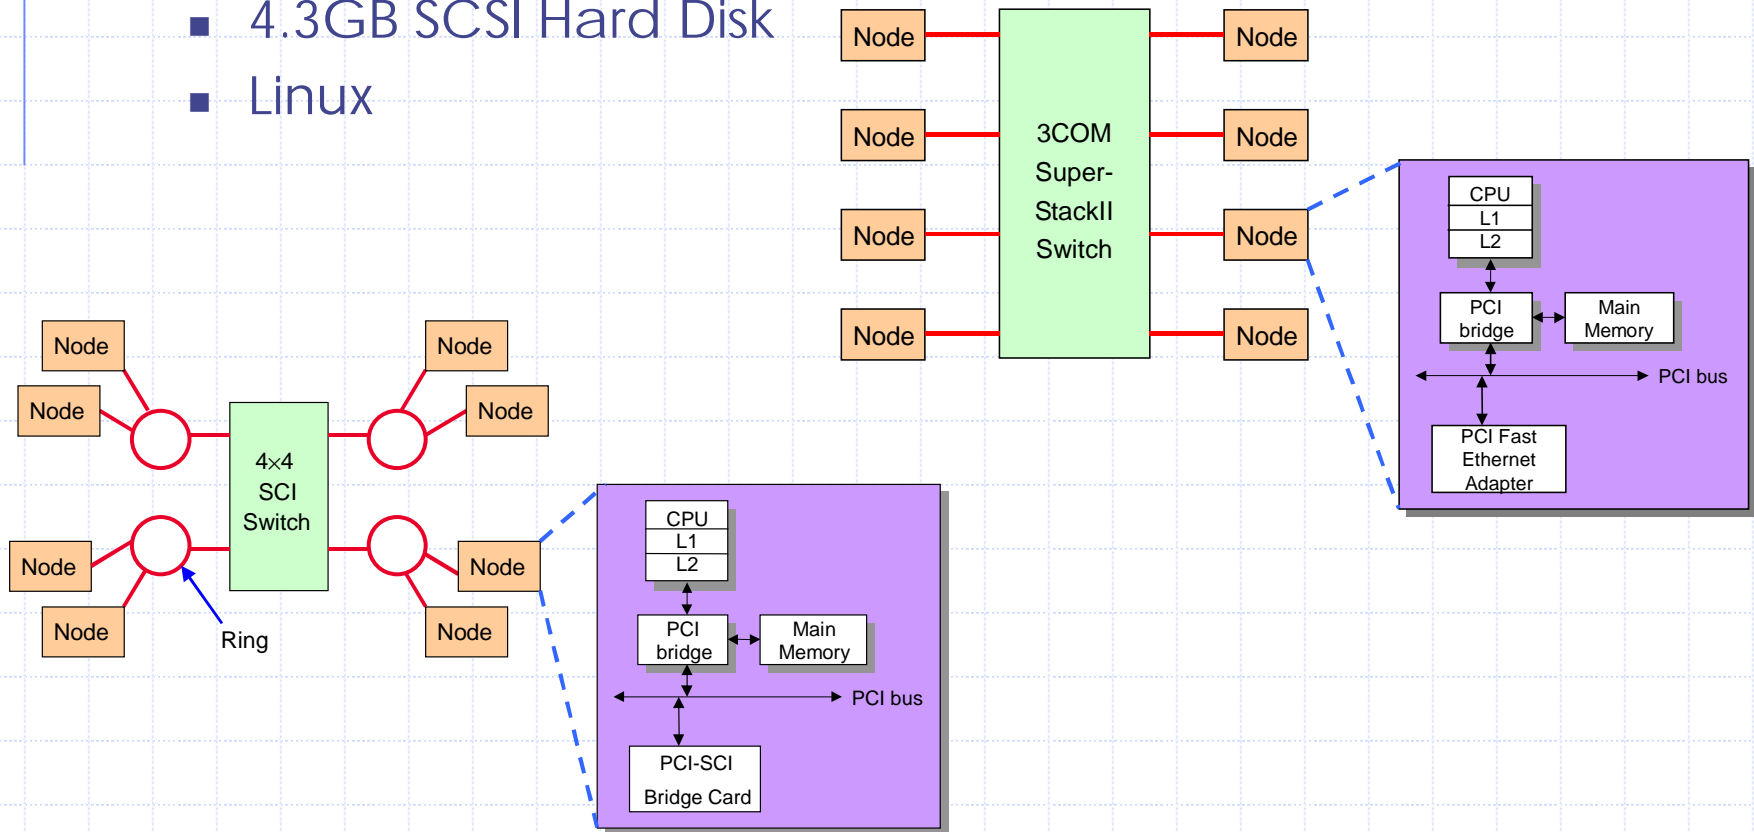 4.3GB SCSI Hard Disk
Linux
Node
Node
Node
Node
Node
Node
Node
Node
3COM
Super-
StackII
Switch
CPU
L1
L2
PCI
bridge
Main
Memory
PCI bus
PCI Fast
Ethernet
Adapter
Node
Node
Node
Node
4×4
SCI
Switch
Node
Node
Node
Node
Ring
CPU
L1
L2
PCI
bridge
Main
Memory
PCI bus
PCI-SCI
Bridge Card